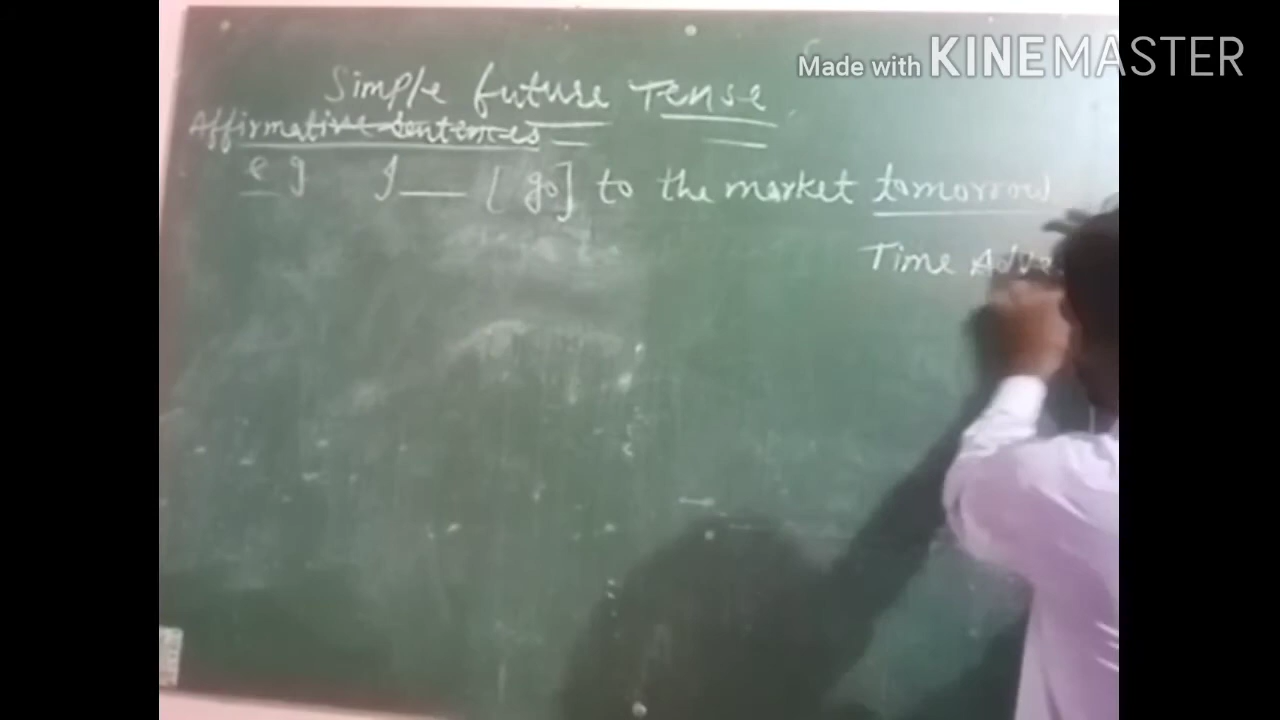 Made with KINEMASTER
Simple future Tense
Affirmative sentences
e g I ___ [ go ] to the market tomorrow
Time Adve